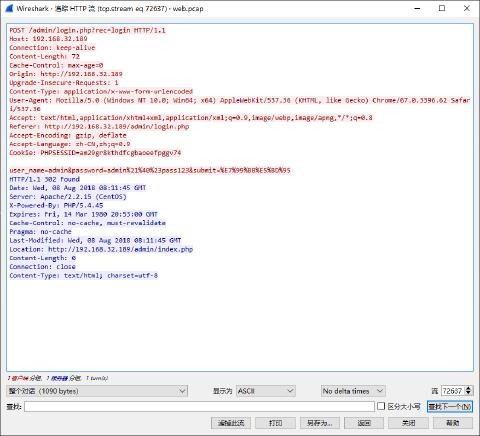 Wireshark · 追踪 HTTP 流 (tcp.stream eq 72637) · web.pcap
POST /admin/login.php?rec=login HTTP/1.1
Host: 192.168.32.189
Connection: keep-alive
Content-Length: 72
Cache-Control: max-age=0
Origin: http://192.168.32.189
Upgrade-Insecure-Requests: 1
Content-Type: application/x-www-form-urlencoded
User-Agent: Mozilla/5.0 (Windows NT 10.0; Win64; x64) AppleWebKit/537.36 (KHTML, like Gecko) Chrome/67.0.3396.62 Safar
i/537.36
Accept: text/html,application/xhtml+xml,application/xml;q=0.9,image/webp,image/apng,*/*;q=0.8
Referer: http://192.168.32.189/admin/login.php
Accept-Encoding: gzip, deflate
Accept-Language: zh-CN,zh;q=0.9
Cookie: PHPSESSID=am29gr8kthdfcgbaoeefpggv74
user_name=admin&password=admin%21%40%23pass123&submit=%E7%99%BB%E5%BD%95
HTTP/1.1 302 Found
Date: Wed, 08 Aug 2018 08:11:45 GMT
Server: Apache/2.2.15 (CentOS)
X-Powered-By: PHP/5.4.45
Expires: Fri, 14 Mar 1980 20:53:00 GMT
Cache-Control: no-cache, must-revalidate
Pragma: no-cache
Last-Modified: Wed, 08 Aug 2018 08:11:45 GMT
Location: http://192.168.32.189/admin/index.php
Content-Length: 0
Connection: close
Content-Type: text/html; charset=utf-8
1 客户端 分组, 1 服务器 分组, 1 turn(s).
整个对话 (1090 bytes) 显示为 ASCII No delta times 流 72637
查找: 区分大小写 查找下一个(N)
滤掉此流 打印 另存为... 返回 关闭 帮助